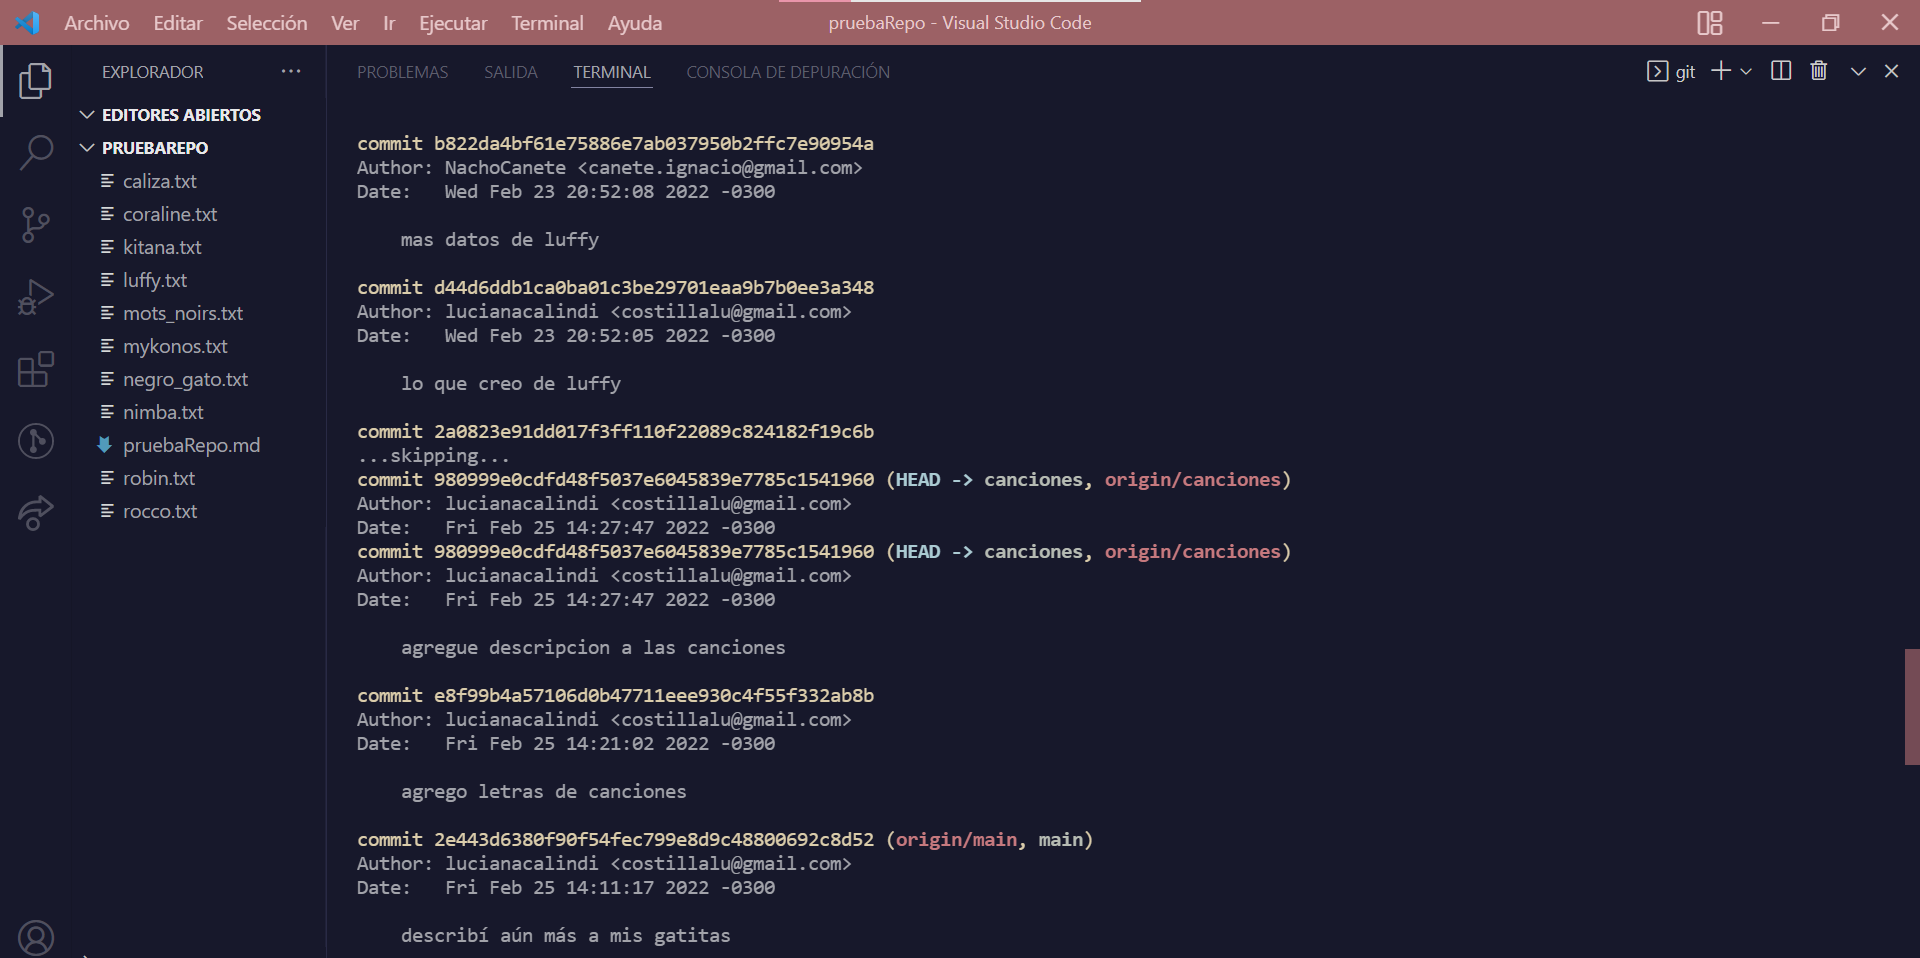 Archivo Editar Selección Ver Ir Ejecutar Terminal Ayuda pruebaRepo - Visual Studio Code
EXPLORADOR ...
EDITORES ABIERTOS
PRUEBAREPO
caliza.txt
coraline.txt
kitana.txt
luffy.txt
mots_noirs.txt
mykonos.txt
negro_gato.txt
nimba.txt
pruebaRepo.md
robin.txt
rocco.txt
PROBLEMAS SALIDA TERMINAL CONSOLA DE DEPURACIÓN git
commit b822da4bf61e75886e7ab037950b2ffc7e90954a
Author: NachoCanete <canete.ignacio@gmail.com>
Date:   Wed Feb 23 20:52:08 2022 -0300
mas datos de luffy
commit d44d6ddb1ca0ba01c3be29701eaa9b7b0ee3a348
Author: lucianacalindi <costillalu@gmail.com>
Date:   Wed Feb 23 20:52:05 2022 -0300
lo que creo de luffy
commit 2a0823e91dd017f3ff110f22089c824182f19c6b
...skipping...
commit 980999e0cdfd48f5037e6045839e7785c1541960 (HEAD -> canciones, origin/canciones)
Author: lucianacalindi <costillalu@gmail.com>
Date:   Fri Feb 25 14:27:47 2022 -0300
commit 980999e0cdfd48f5037e6045839e7785c1541960 (HEAD -> canciones, origin/canciones)
Author: lucianacalindi <costillalu@gmail.com>
Date:   Fri Feb 25 14:27:47 2022 -0300
agregue descripcion a las canciones
commit e8f99b4a57106d0b47711eee930c4f55f332ab8b
Author: lucianacalindi <costillalu@gmail.com>
Date:   Fri Feb 25 14:21:02 2022 -0300
agrego letras de canciones
commit 2e443d6380f90f54fec799e8d9c48800692c8d52 (origin/main, main)
Author: lucianacalindi <costillalu@gmail.com>
Date:   Fri Feb 25 14:11:17 2022 -0300
describí aún más a mis gatitas